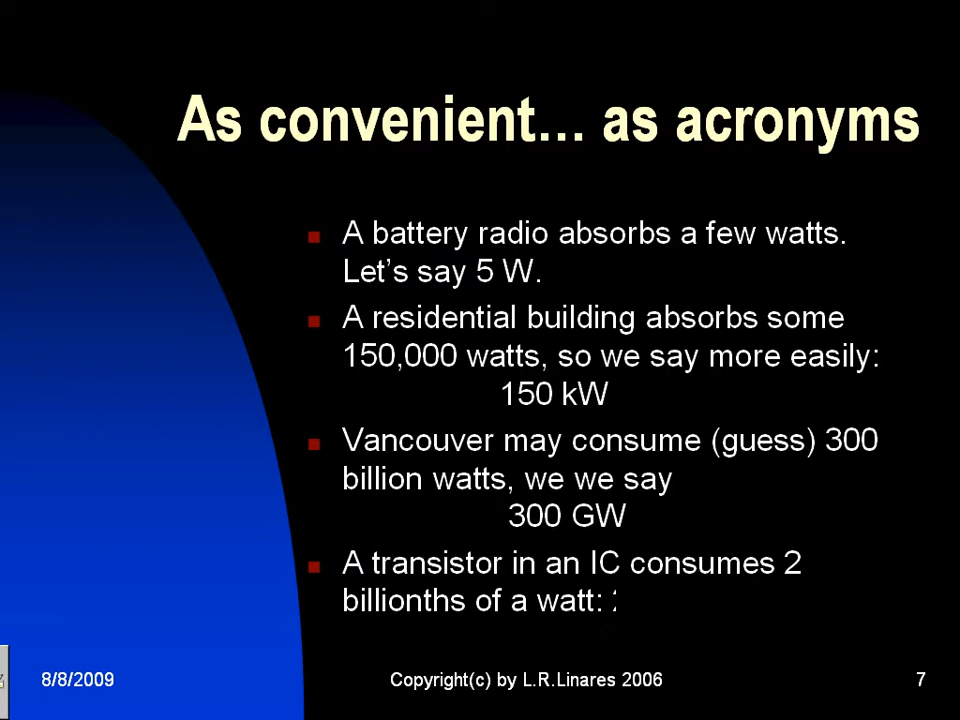 As convenient… as acronyms
A battery radio absorbs a few watts.
Let's say 5 W.
A residential building absorbs some
150,000 watts, so we say more easily:
150 kW
Vancouver may consume (guess) 300
billion watts, we we say
300 GW
A transistor in an IC consumes 2
billionths of a watt:
8/8/2009
Copyright(c) by L.R.Linares 2006
7